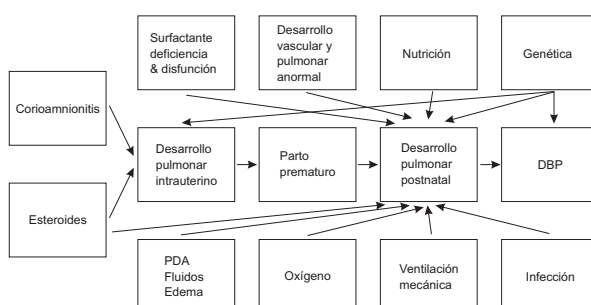 Surfactante
deficiencia
& disfunción
Desarrollo
vascular y
pulmonar
anormal
Nutrición
Genética
Corioamnionitis
Desarrollo
pulmonar
intrauterino
Parto
prematuro
Desarrollo
pulmonar
postnatal
DBP
Esteroides
PDA
Fluidos
Edema
Oxígeno
Ventilación
mecánica
Infección